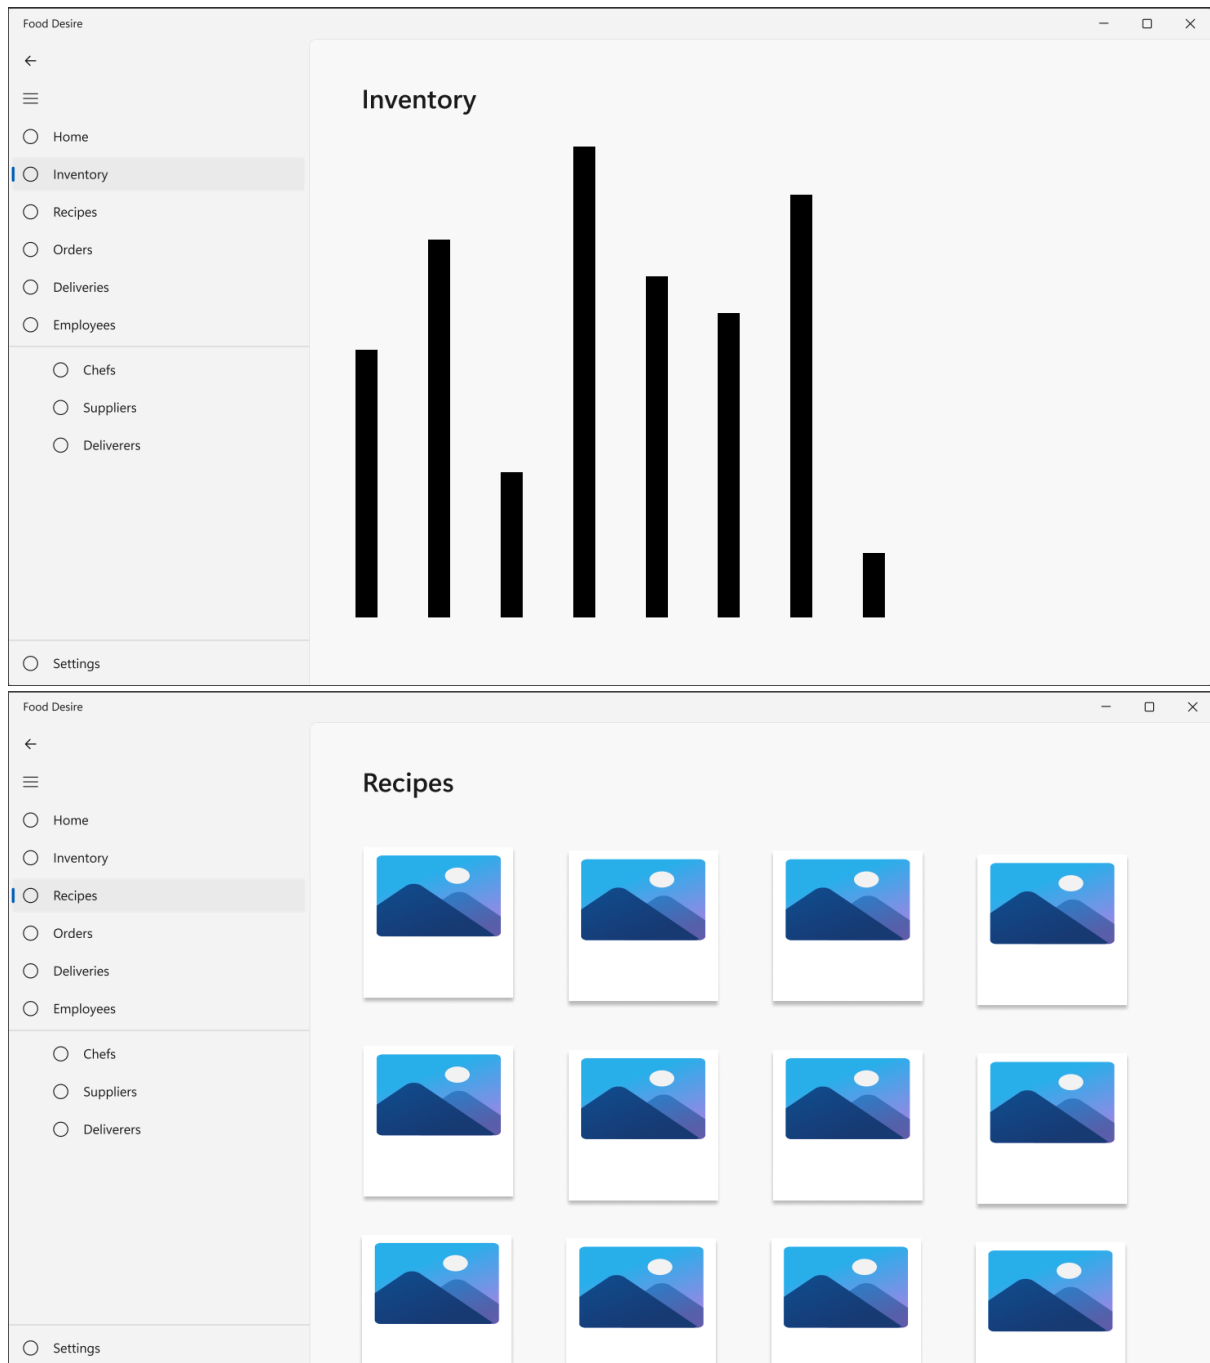 Food Desire
Home
Inventory
Recipes
Orders
Deliveries
Employees
Chefs
Suppliers
Deliverers
Settings
Inventory
Food Desire
Home
Inventory
Recipes
Orders
Deliveries
Employees
Chefs
Suppliers
Deliverers
Settings
Recipes